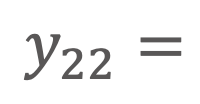 y₂₂ =